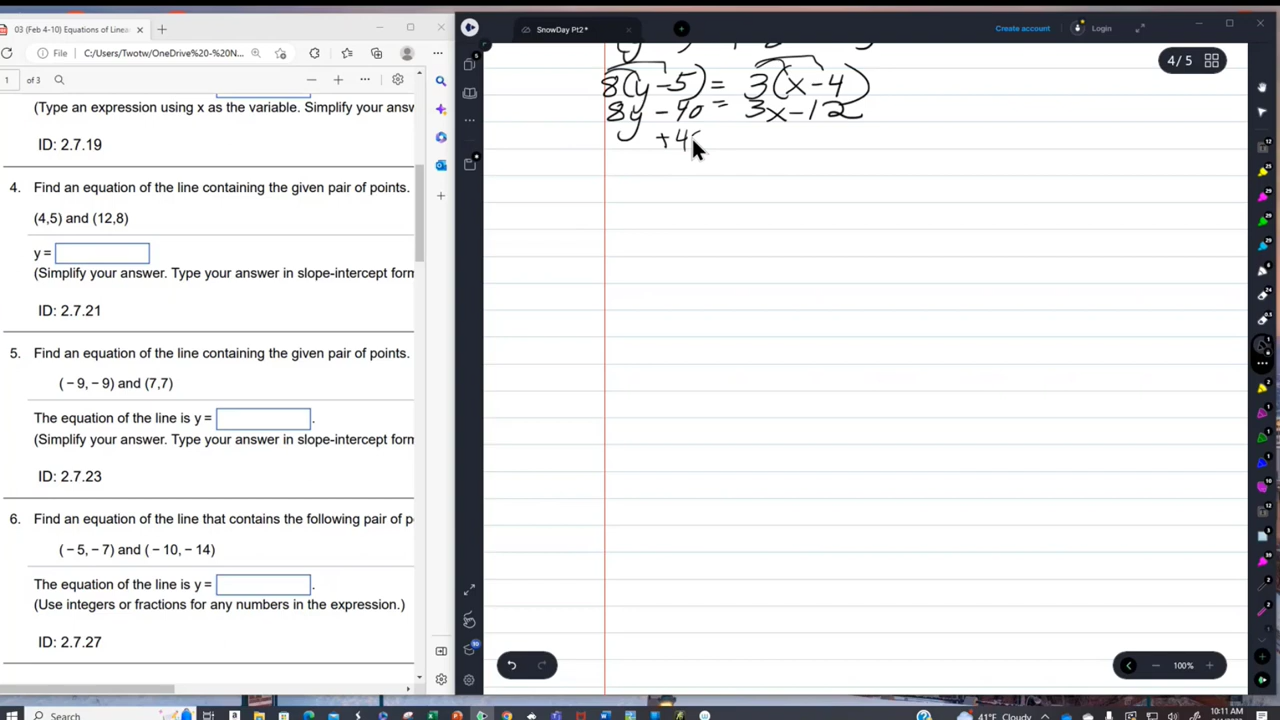 03 (Feb 4-10) Equations of Linea
SnowDay Pt2*
Create account
Login
File
C:/Users/Twotw/OneDrive%20-%20N...
1
of 3
4 / 5
(Type an expression using x as the variable. Simplify your answ
ID: 2.7.19
4. Find an equation of the line containing the given pair of points.
(4,5) and (12,8)
y =
(Simplify your answer. Type your answer in slope-intercept form
ID: 2.7.21
5. Find an equation of the line containing the given pair of points.
(-9,-9) and (7,7)
The equation of the line is y = .
(Simplify your answer. Type your answer in slope-intercept form
ID: 2.7.23
6. Find an equation of the line that contains the following pair of p
(-5,-7) and (-10,-14)
The equation of the line is y = .
(Use integers or fractions for any numbers in the expression.)
ID: 2.7.27
8(y-5) = 3(x-4)
8y-40 = 3x-12
+4
100%
Search
41°F Cloudy
10:11 AM